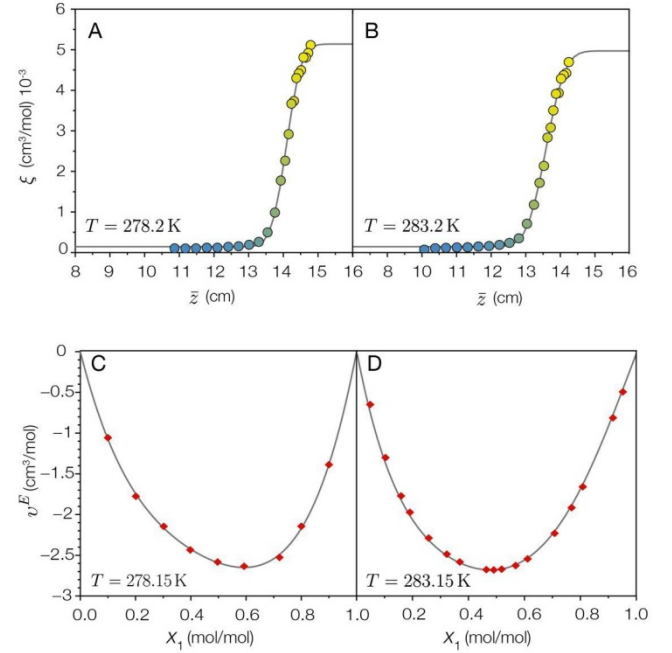 A
B
ξ (cm³/mol) 10⁻³
6
5
4
3
2
1
0
T = 278.2 K
T = 283.2 K
8 9 10 11 12 13 14 15 16 8 9 10 11 12 13 14 15 16
z̄ (cm)
z̄ (cm)
C
D
υᴱ (cm³/mol)
0
−0.5
−1
−1.5
−2
−2.5
−3
T = 278.15 K
T = 283.15 K
0.0 0.2 0.4 0.6 0.8 1.0 0.2 0.4 0.6 0.8 1.0
X₁ (mol/mol)
X₁ (mol/mol)